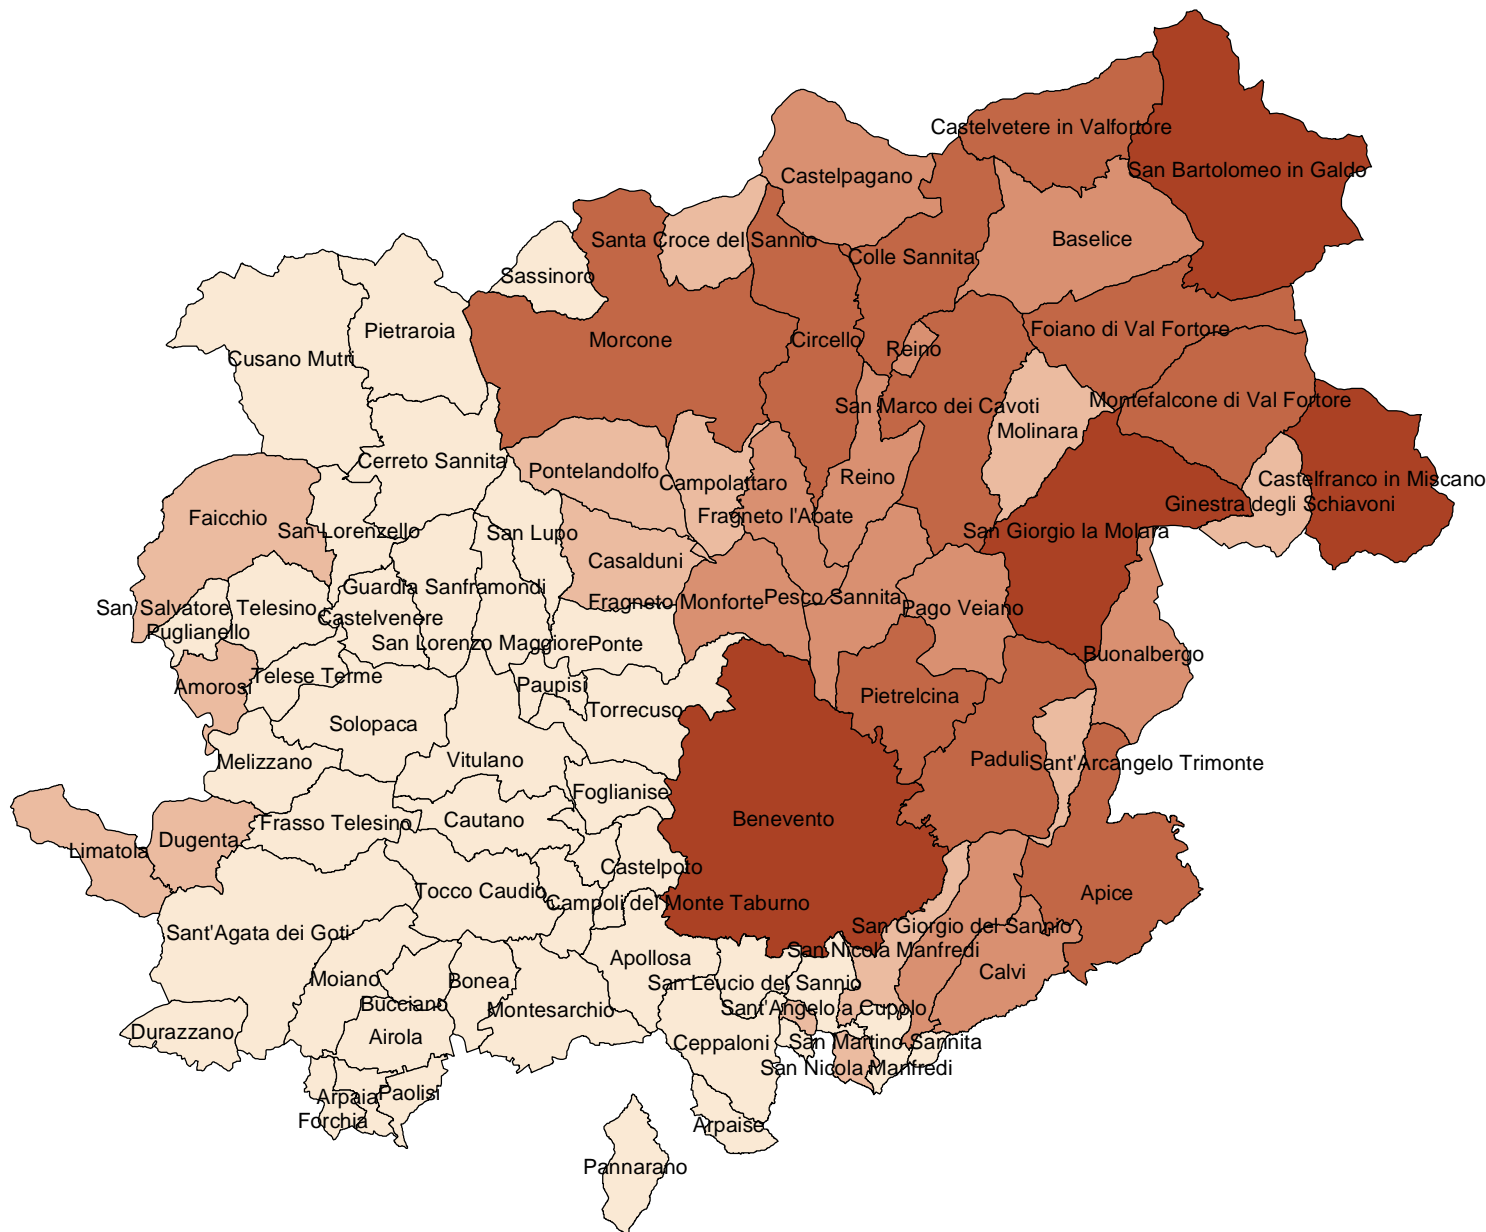 Castelvetere in Valfortore
San Bartolomeo in Galdo
Castelpagano
Santa Croce del Sannio
Baselice
Colle Sannita
Sassinoro
Pietraroia
Morcone
Circello
Foiano di Val Fortore
Reino
Cusano Mutri
San Marco dei Cavoti
Montefalcone di Val Fortore
Molinara
Cerreto Sannita
Pontelandolfo
Campolattaro
Reino
Castelfranco in Miscano
Ginestra degli Schiavoni
Faicchio
San Lorenzello
San Lupo
Fragneto l'Abate
San Giorgio la Molara
Casalduni
Guardia Sanframondi
Fragneto Monforte
Pesco Sannita
Pago Veiano
San Salvatore Telesino
Castelvenere
Puglianello
San Lorenzo Maggiore
Ponte
Buonalbergo
Telese Terme
Amorosi
Paupisi
Pietrelcina
Torrecuso
Solopaca
Melizzano
Vitulano
Paduli
Sant'Arcangelo Trimonte
Foglianise
Frasso Telesino
Cautano
Benevento
Dugenta
Limatola
Castelpoto
Tocco Caudio
Campoli del Monte Taburno
Apice
Sant'Agata dei Goti
San Giorgio del Sannio
San Nicola Manfredi
Apollosa
Calvi
Moiano
Bonea
San Leucio del Sannio
Bucciano
Montesarchio
Sant'Angelo a Cupolo
Durazzano
Airola
Ceppaloni
San Martino Sannita
San Nicola Manfredi
Arpaia
Paolisi
Forchia
Arpaise
Pannarano